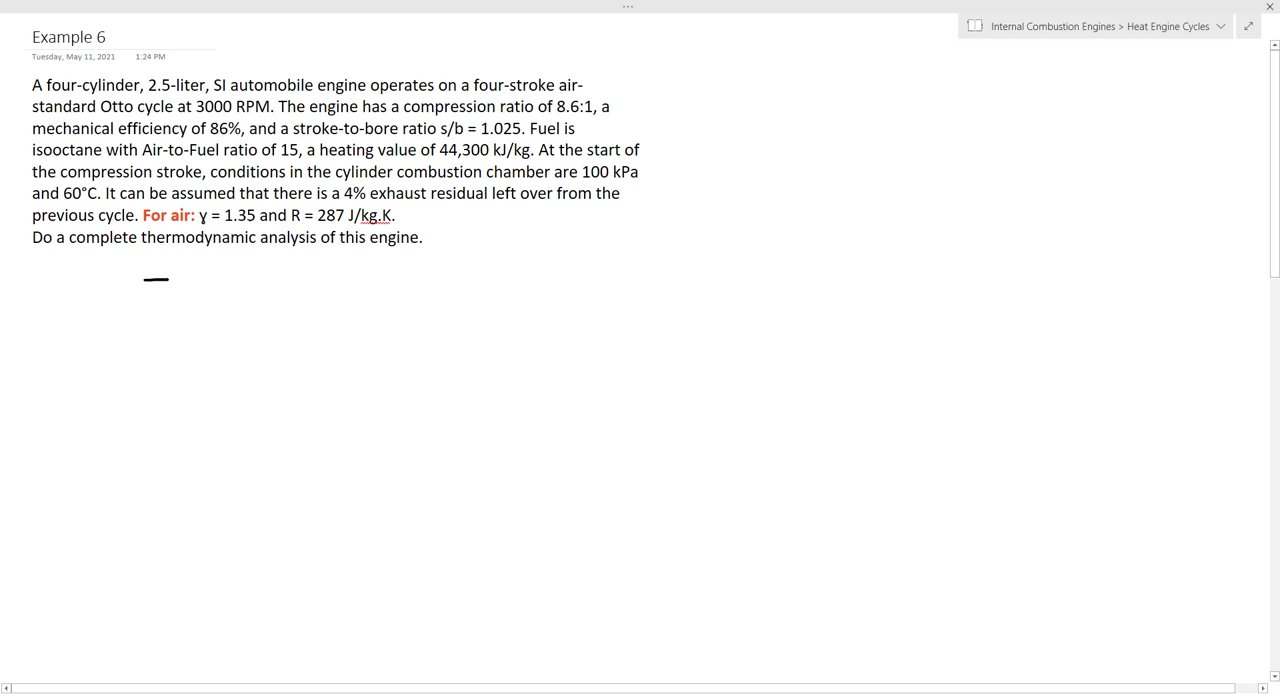 Internal Combustion Engines > Heat Engine Cycles
Example 6
Tuesday, May 11, 2021 1:24 PM
A four-cylinder, 2.5-liter, SI automobile engine operates on a four-stroke air-
standard Otto cycle at 3000 RPM. The engine has a compression ratio of 8.6:1, a
mechanical efficiency of 86%, and a stroke-to-bore ratio s/b = 1.025. Fuel is
isooctane with Air-to-Fuel ratio of 15, a heating value of 44,300 kJ/kg. At the start of
the compression stroke, conditions in the cylinder combustion chamber are 100 kPa
and 60°C. It can be assumed that there is a 4% exhaust residual left over from the
previous cycle. For air: ɣ = 1.35 and R = 287 J/kg.K.
Do a complete thermodynamic analysis of this engine.